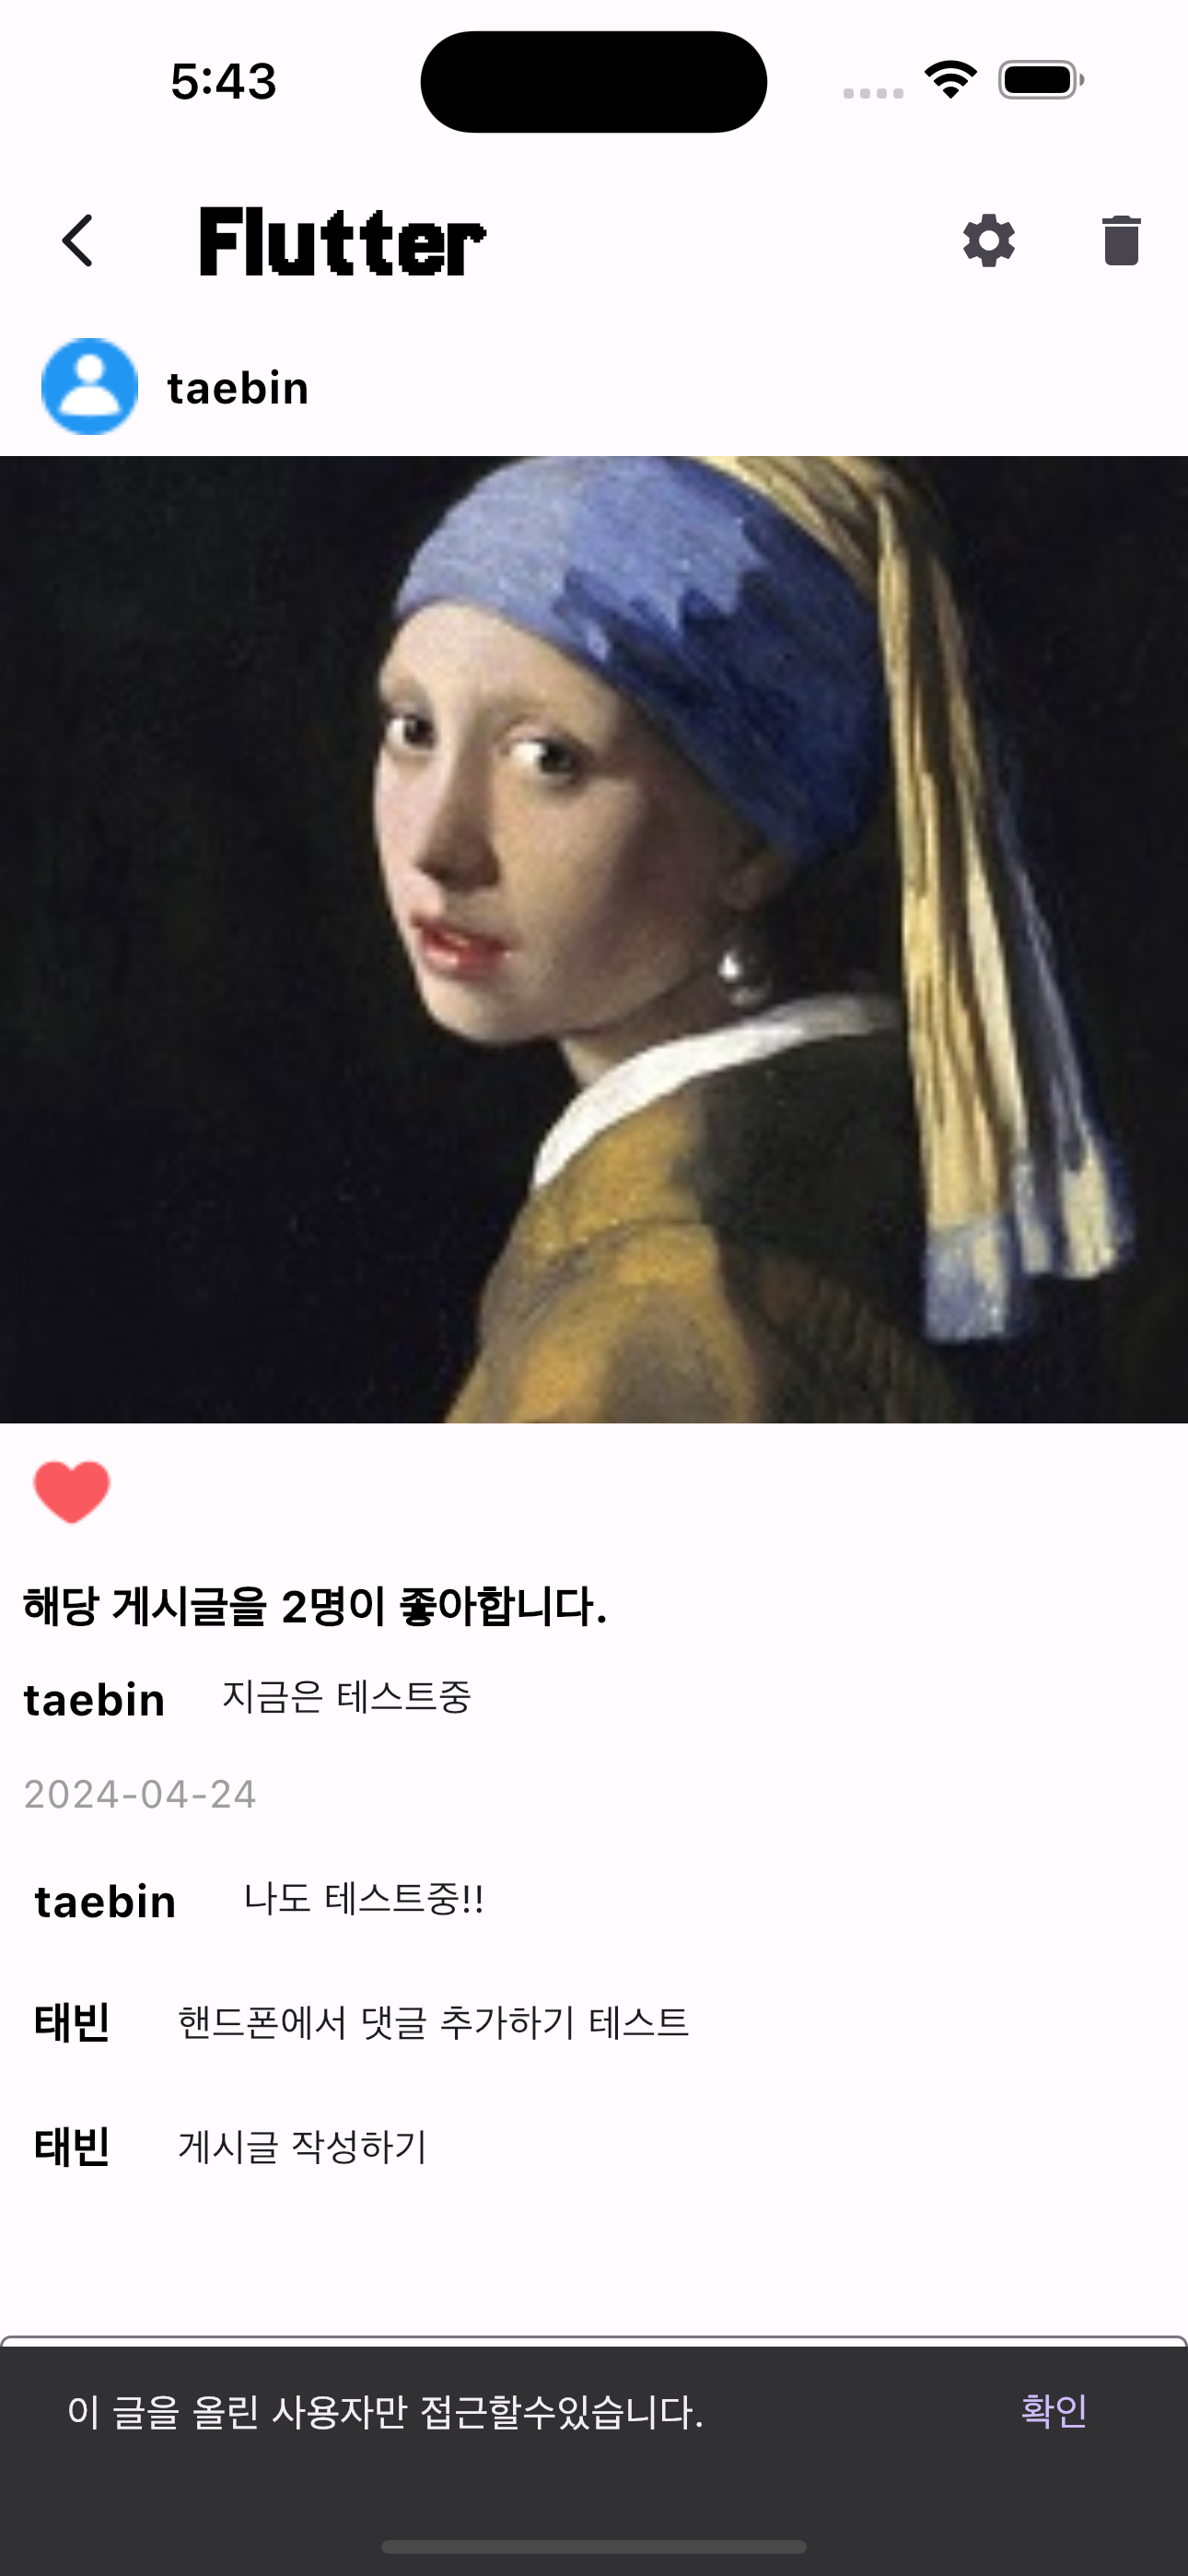 5:43
Flutter
taebin
해당 게시글을 2명이 좋아합니다.
taebin 지금은 테스트중
2024-04-24
taebin 나도 테스트중!!
태빈 핸드폰에서 댓글 추가하기 테스트
태빈 게시글 작성하기
이 글을 올린 사용자만 접근할수있습니다. 확인